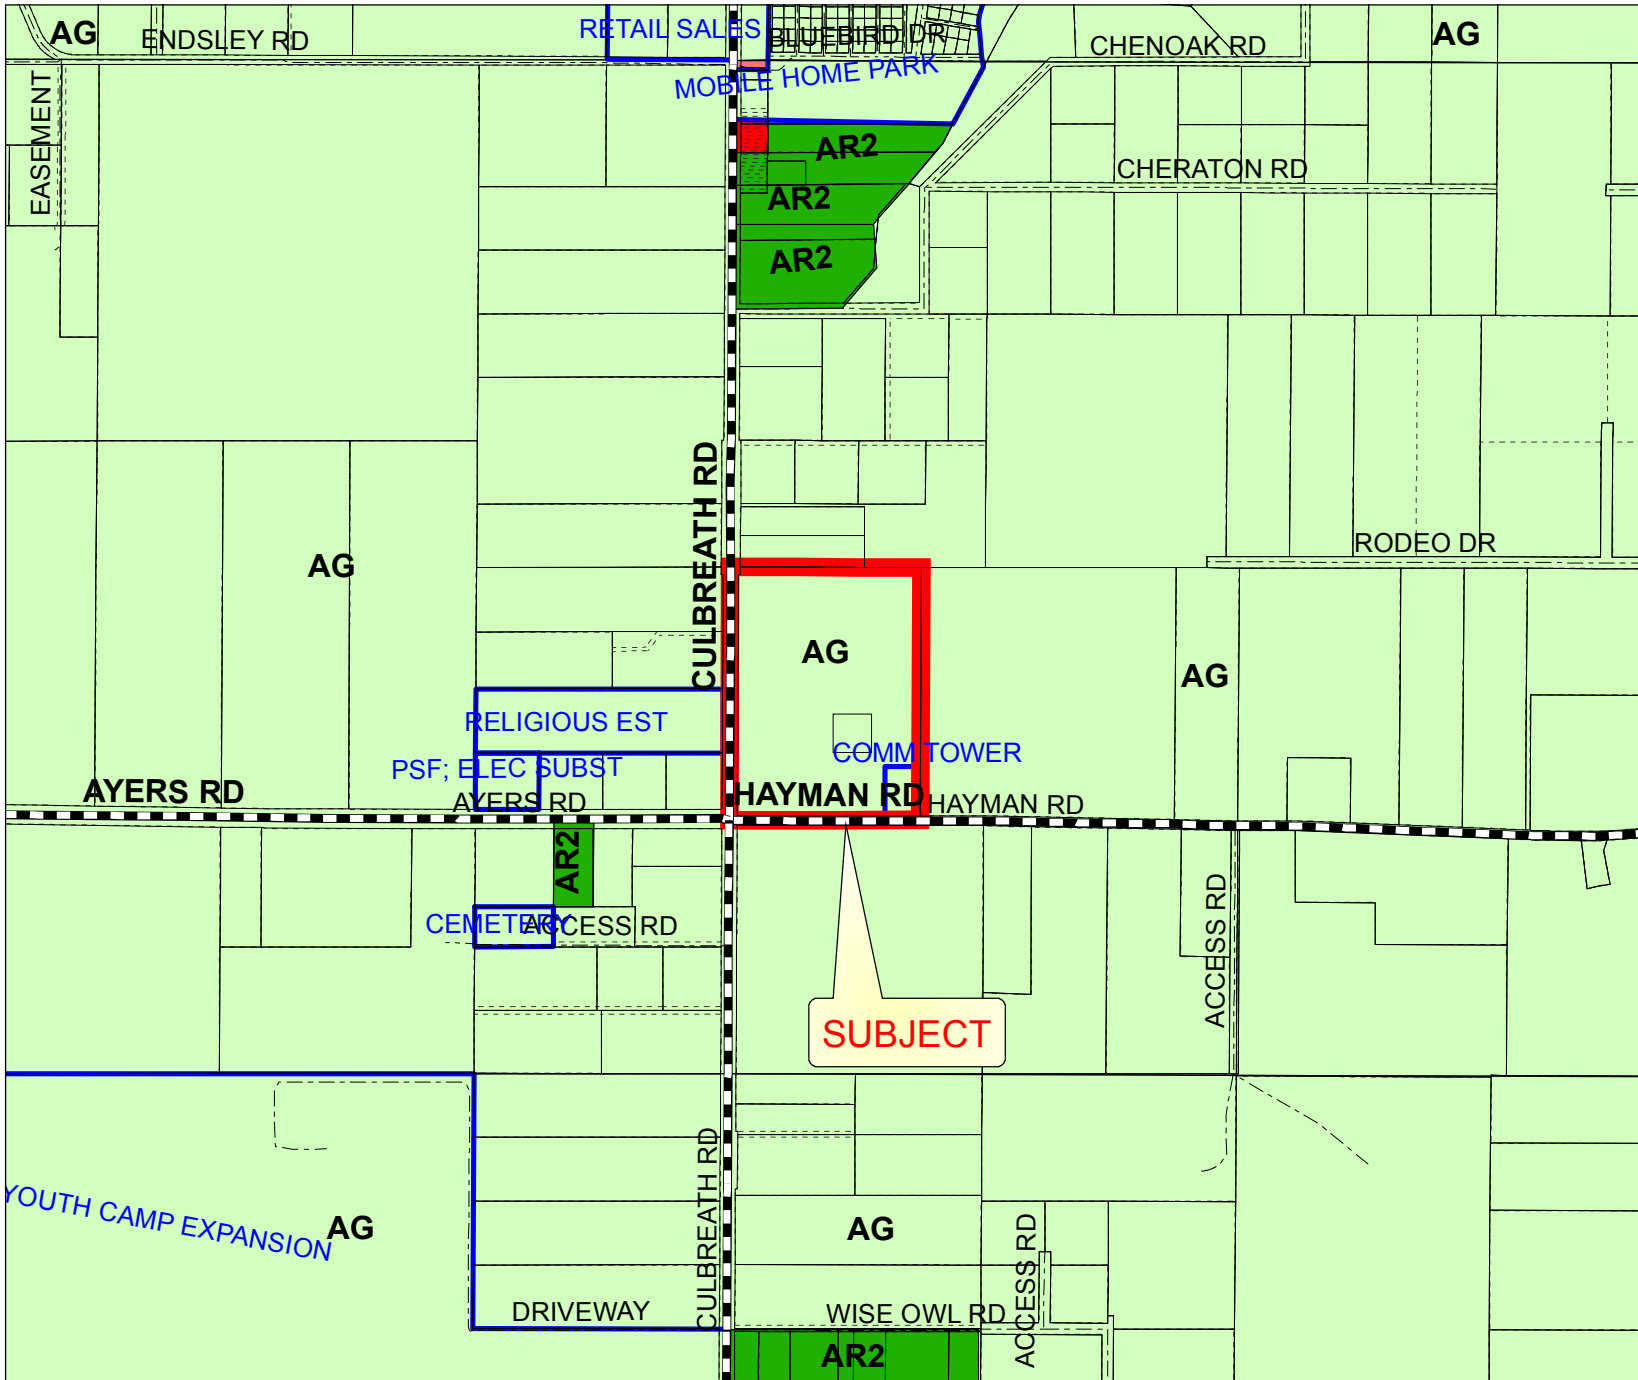 RETAIL SALES
AG
ENDSLEY RD
BLUEBIRD DR
CHENOAK RD
AG
MOBILE HOME PARK
EASEMENT
AR2
CHERATON RD
AR2
AR2
CULBREATH RD
RODEO DR
AG
AG
AG
RELIGIOUS EST
COMM TOWER
PSF; ELEC SUBST
AYERS RD
AYERS RD
HAYMAN RD
HAYMAN RD
AR2
CEMETERY
ACCESS RD
ACCESS RD
SUBJECT
YOUTH CAMP EXPANSION
AG
CULBREATH RD
AG
ACCESS RD
DRIVEWAY
WISE OWL RD
AR2